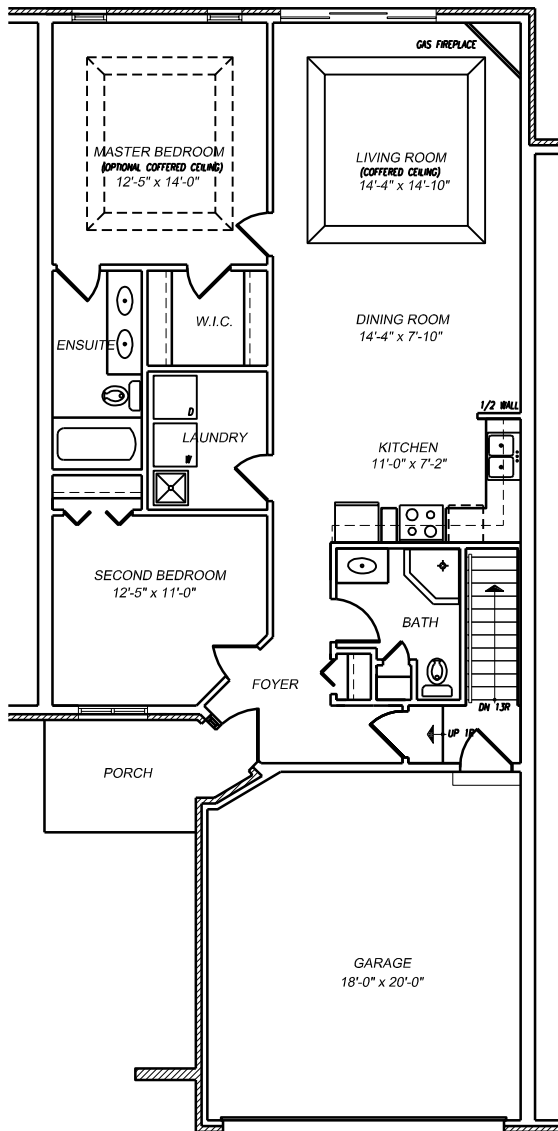 GAS FIREPLACE
MASTER BEDROOM
(OPTIONAL COFFERED CEILING)
12'-5" x 14'-0"
LIVING ROOM
(COFFERED CEILING)
14'-4" x 14'-10"
W.I.C.
ENSUITE
DINING ROOM
14'-4" x 7'-10"
D
LAUNDRY
W
1/2 WALL
KITCHEN
11'-0" x 7'-2"
SECOND BEDROOM
12'-5" x 11'-0"
BATH
FOYER
DN 13R
UP 1R
PORCH
GARAGE
18'-0" x 20'-0"